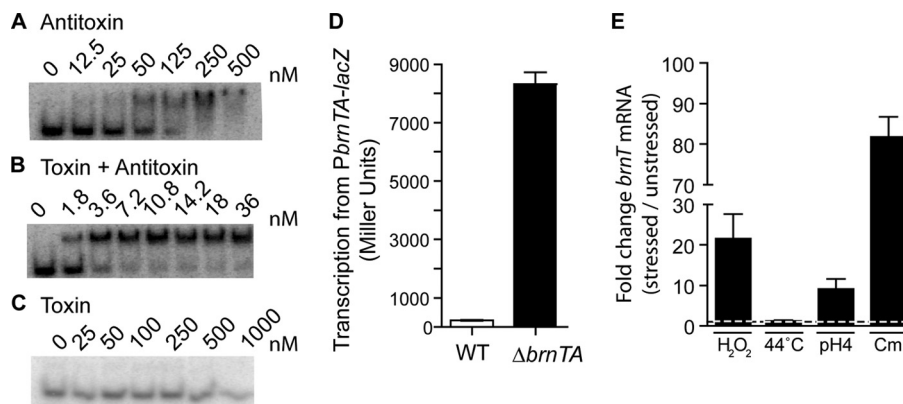 A Antitoxin
0 12.5 25 50 125 250 500 nM
B Toxin + Antitoxin
0 1.8 3.6 7.2 10.8 14.2 18 36 nM
C Toxin
0 25 50 100 250 500 1000 nM
D
Transcription from PbrnTA-lacZ
(Miller Units)
9000
7000
5000
3000
1000
0
WT ΔbrnTA
E
Fold change brnT mRNA
(stressed / unstressed)
100
90
80
70
30
20
10
0
H₂O₂ 44˚C pH4 Cm